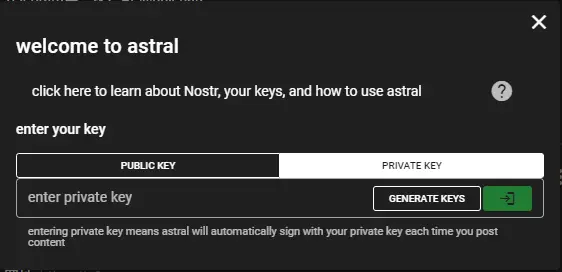 welcome to astral
click here to learn about Nostr, your keys, and how to use astral
?
enter your key
PUBLIC KEY
PRIVATE KEY
enter private key
GENERATE KEYS
entering private key means astral will automatically sign with your private key each time you post
content